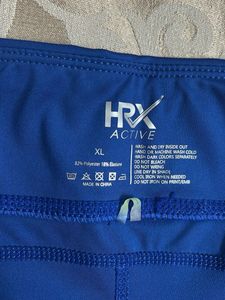 HRX
ACTIVE
XL
82% Polyester 18% Elastane
MADE IN CHINA
WASH AND DRY INSIDE OUT
HAND OR MACHINE WASH COLD
WASH DARK COLORS SEPARATELY
DO NOT BLEACH
DO NOT WRING
LINE DRY IN SHADE
COOL IRON WHEN NEEDED
DO NOT IRON ON PRINT/EMB